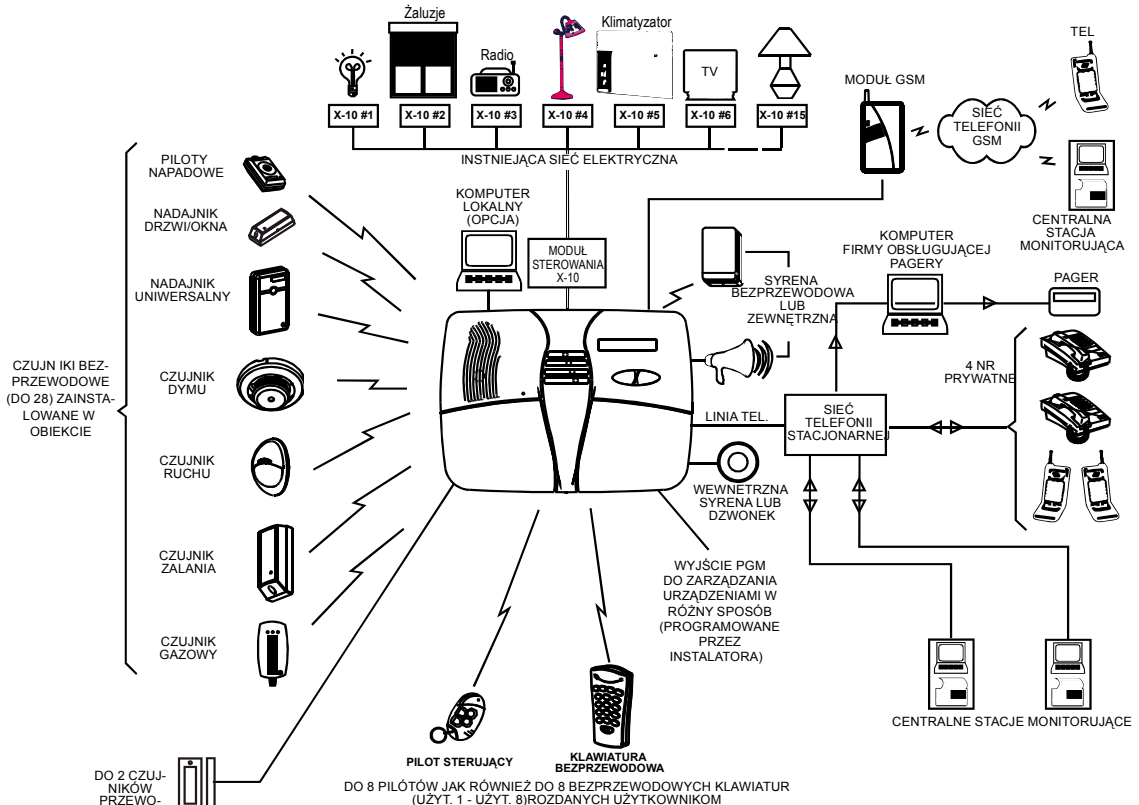 Żaluzje
Radio
Klimatyzator
TV
X-10 #1
X-10 #2
X-10 #3
X-10 #4
X-10 #5
X-10 #6
X-10 #15
INSTNIEJĄCA SIEĆ ELEKTRYCZNA
MODUŁ GSM
TEL
SIEĆ
TELEFONII
GSM
CENTRALNA
STACJA
MONITORUJĄCA
PILOTY
NAPADOWE
NADAJNIK
DRZWI/OKNA
NADAJNIK
UNIWERSALNY
CZUJNIK
DYMU
CZUJNIK
RUCHU
CZUJNIK
ZALANIA
CZUJNIK
GAZOWY
CZUJN IKI BEZ-
PRZEWODOWE
(DO 28) ZAINSTA-
LOWANE W
OBIEKCIE
KOMPUTER
LOKALNY
(OPCJA)
MODUŁ
STEROWANIA
X-10
SYRENA
BEZPRZEWODOWA
LUB
ZEWNĘTRZNA
KOMPUTER
FIRMY OBSŁUGUJĄCEJ
PAGERY
PAGER
4 NR
PRYWATNE
LINIA TEL.
SIEĆ
TELEFONII
STACJONARNEJ
WEWNETRZNA
SYRENA LUB
DZWONEK
WYJŚCIE PGM
DO ZARZĄDZANIA
URZĄDZENIAMI W
RÓŻNY SPOSÓB
(PROGRAMOWANE
PRZEZ
INSTALATORA)
CENTRALNE STACJE MONITORUJĄCE
PILOT STERUJĄCY
KLAWIATURA
BEZPRZEWODOWA
DO 8 PILÓTÓW JAK RÓWNIEŻ DO 8 BEZPRZEWODOWYCH KLAWIATUR
(UŻYT. 1 - UŻYT. 8)ROZDANYCH UŻYTKOWNIKOM
DO 2 CZUJ-
NIKÓW
PRZEWO-